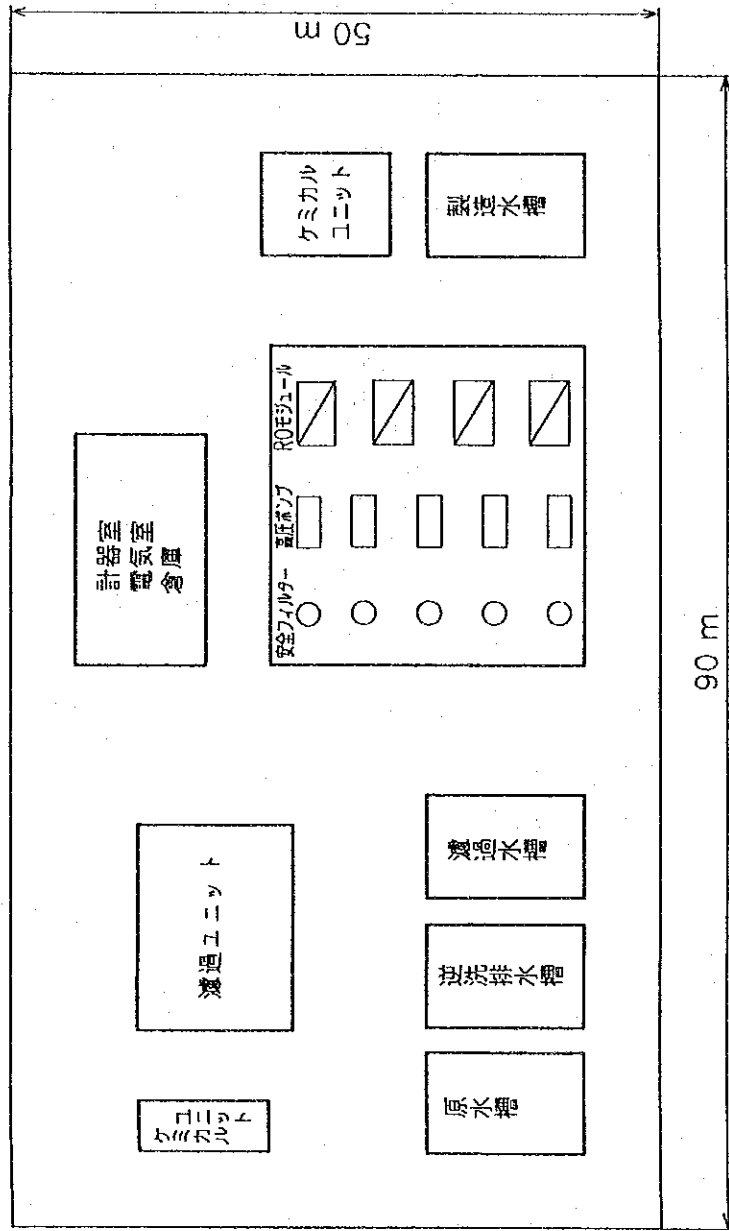 50 m
ケミカル
ユニット
製造水槽
計器室
電気室
倉庫
ROモジュール
高圧ポンプ
安全フィルター
90 m
濾過ユニット
濾過水槽
逆洗排水槽
ユニット
ケミカルト
原水槽